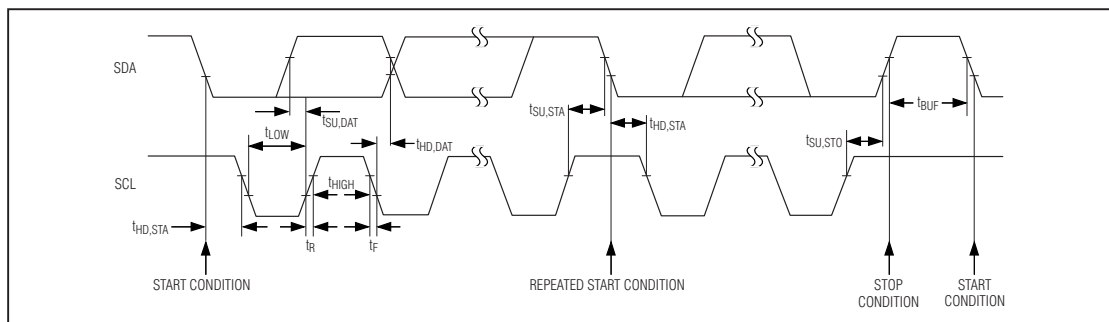 SDA
tSU,DAT
tLOW
tHD,DAT
tSU,STA
tHD,STA
tBUF
tSU,STO
SCL
tHIGH
tHD,STA
tR
tF
START CONDITION
REPEATED START CONDITION
STOP
CONDITION
START
CONDITION